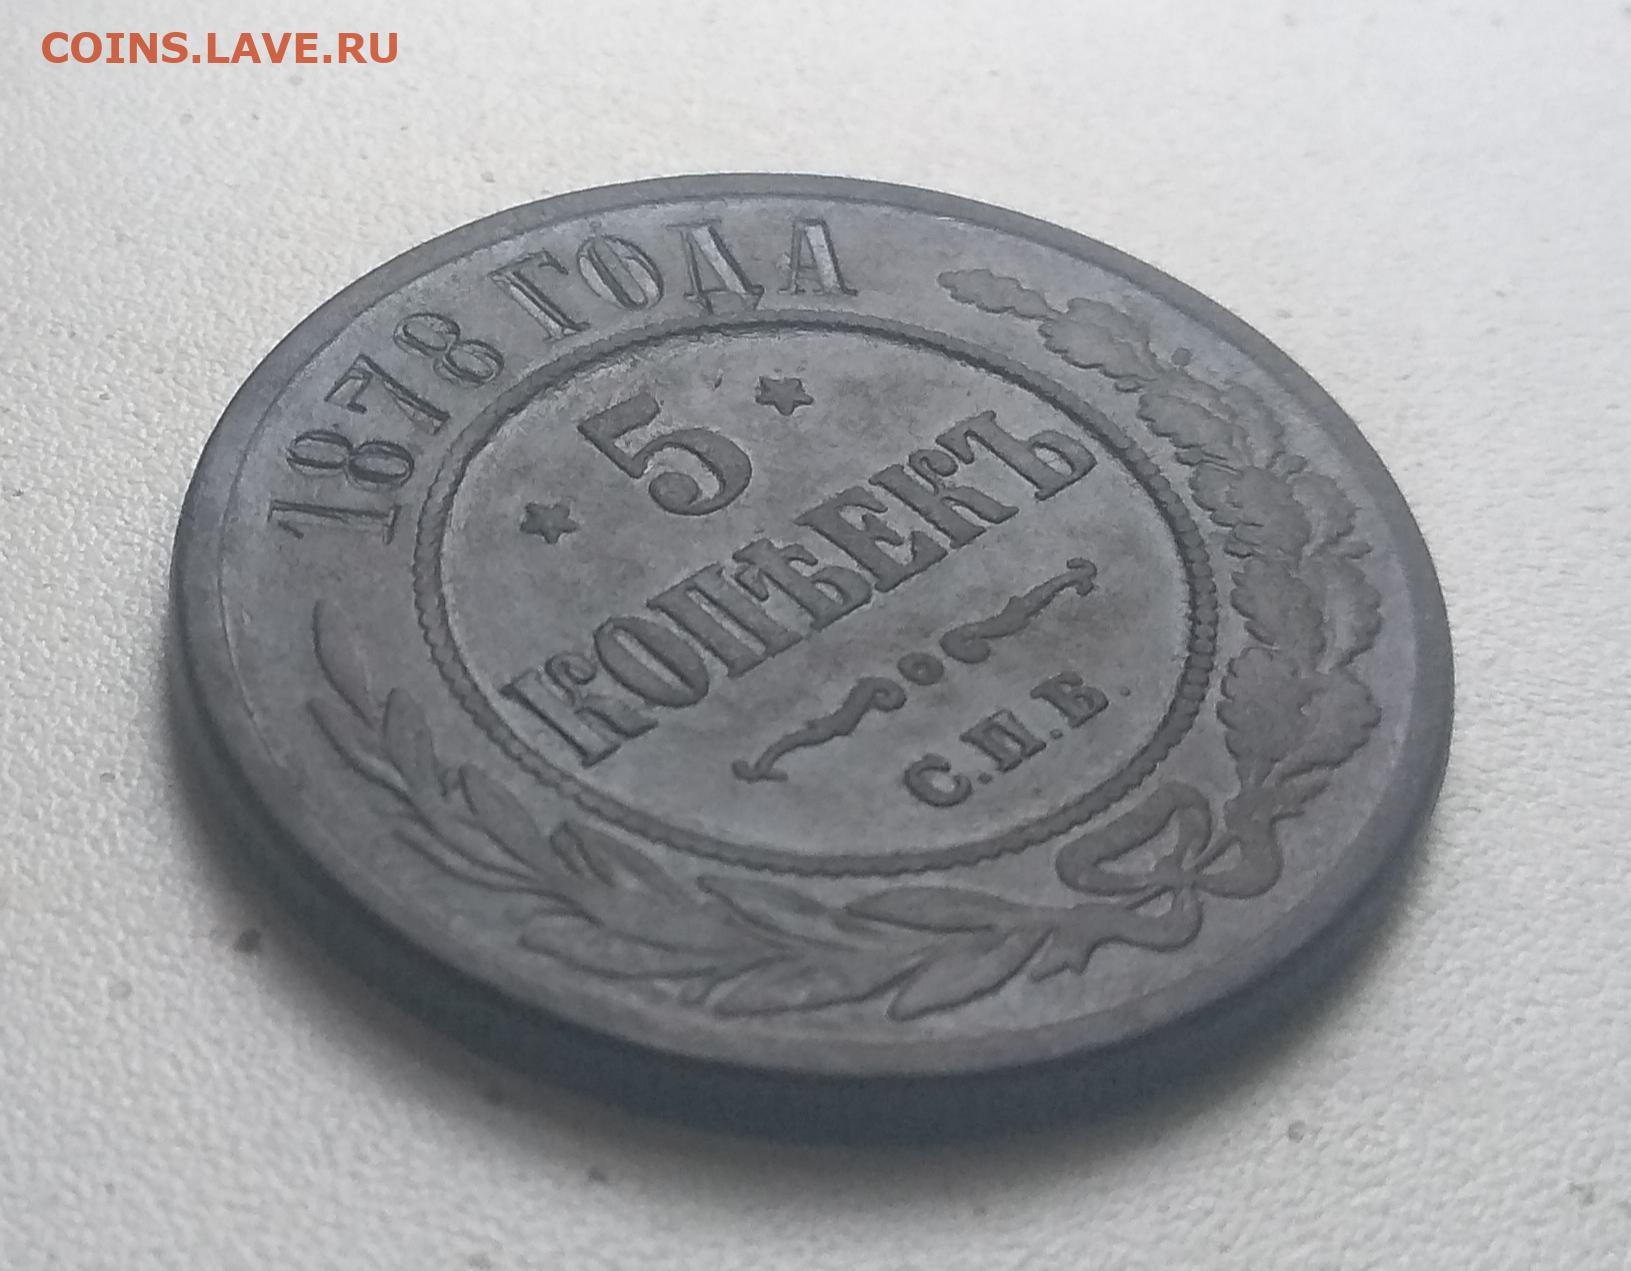 COINS.LAVE.RU
1878 ГОДА
* 5 *
КОПѢЕКЪ
С.П.Б.